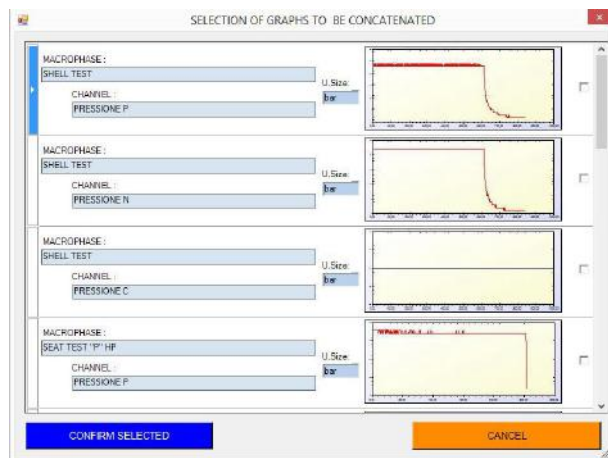 SELECTION OF GRAPHS TO BE CONCATENATED
MACROPHASE :
SHELL TEST
U.Size:
CHANNEL :
bar
PRESSIONE P
MACROPHASE :
SHELL TEST
U.Size:
CHANNEL :
bar
PRESSIONE N
MACROPHASE :
SHELL TEST
U.Size:
CHANNEL :
bar
PRESSIONE C
MACROPHASE :
SEAT TEST "P" HP
U.Size:
CHANNEL :
bar
PRESSIONE P
CONFIRM SELECTED
CANCEL